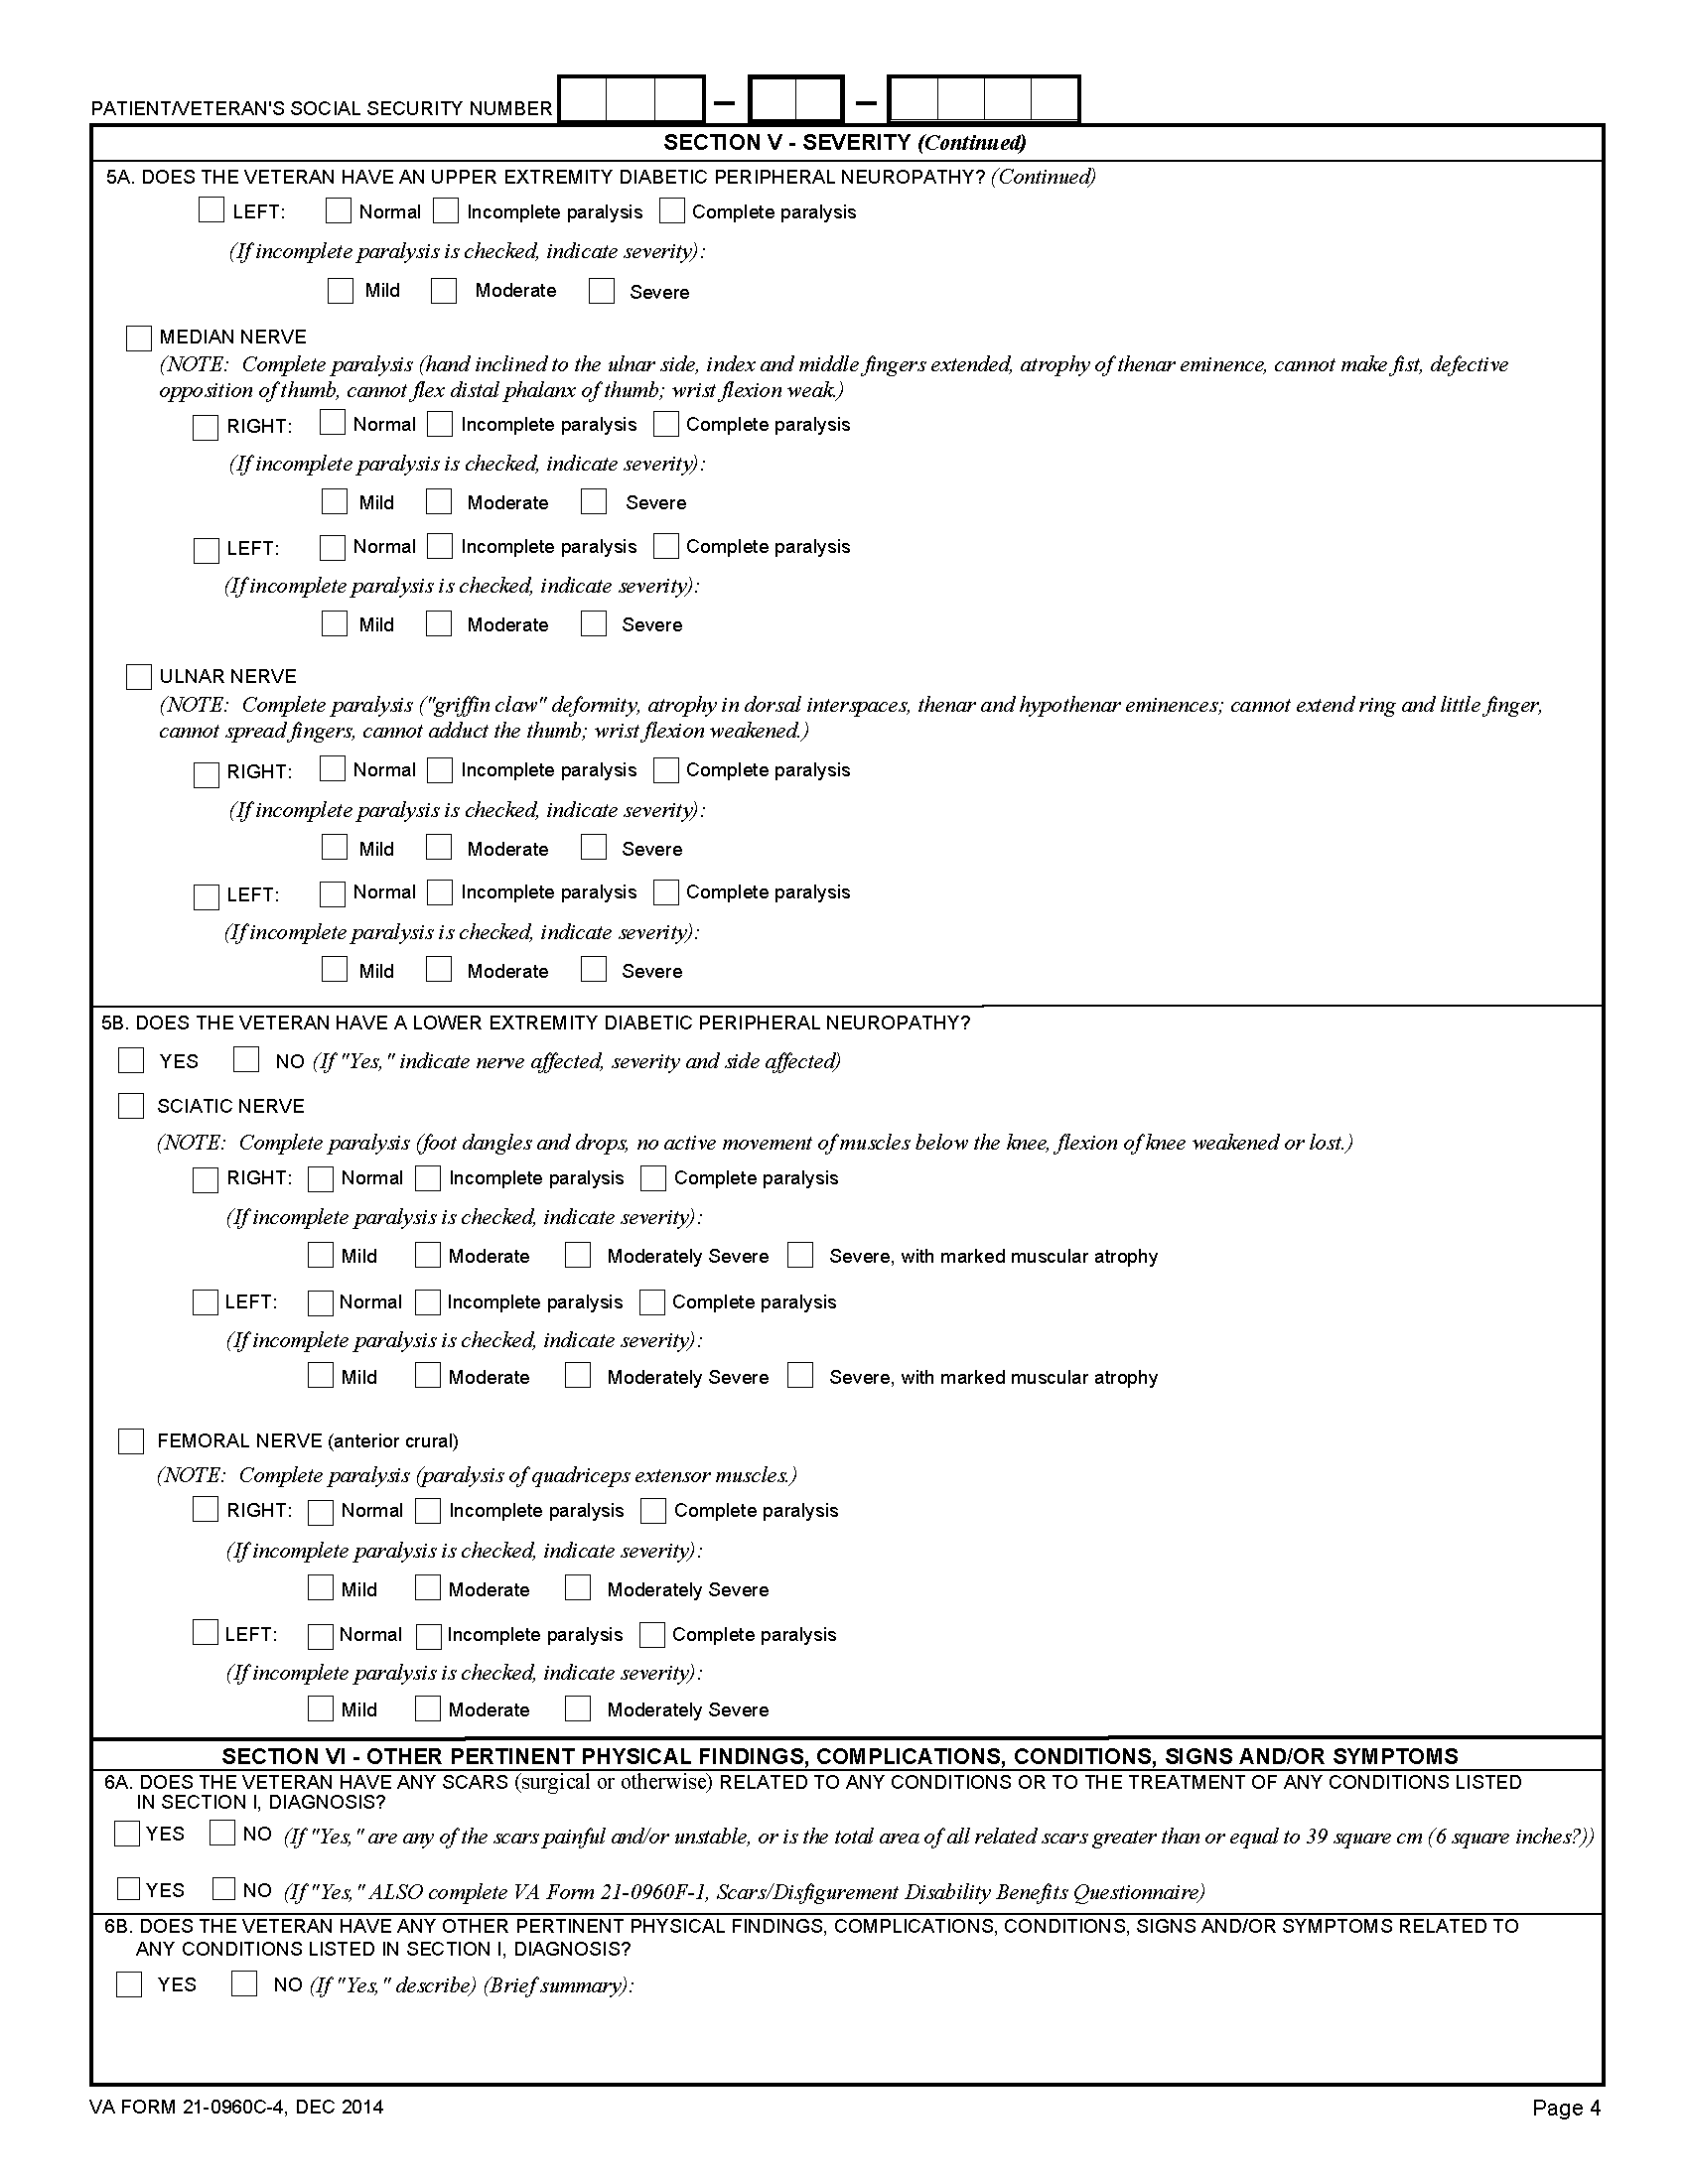 PATIENT/VETERAN'S SOCIAL SECURITY NUMBER – –
SECTION V - SEVERITY (Continued)
5A. DOES THE VETERAN HAVE AN UPPER EXTREMITY DIABETIC PERIPHERAL NEUROPATHY? (Continued)
LEFT: Normal Incomplete paralysis Complete paralysis
(If incomplete paralysis is checked, indicate severity):
Mild Moderate Severe
MEDIAN NERVE
(NOTE: Complete paralysis (hand inclined to the ulnar side, index and middle fingers extended, atrophy of thenar eminence, cannot make fist, defective
opposition of thumb, cannot flex distal phalanx of thumb; wrist flexion weak.)
RIGHT: Normal Incomplete paralysis Complete paralysis
(If incomplete paralysis is checked, indicate severity):
Mild Moderate Severe
LEFT: Normal Incomplete paralysis Complete paralysis
(If incomplete paralysis is checked, indicate severity):
Mild Moderate Severe
ULNAR NERVE
(NOTE: Complete paralysis ("griffin claw" deformity, atrophy in dorsal interspaces, thenar and hypothenar eminences; cannot extend ring and little finger,
cannot spread fingers, cannot adduct the thumb; wrist flexion weakened.)
RIGHT: Normal Incomplete paralysis Complete paralysis
(If incomplete paralysis is checked, indicate severity):
Mild Moderate Severe
LEFT: Normal Incomplete paralysis Complete paralysis
(If incomplete paralysis is checked, indicate severity):
Mild Moderate Severe
5B. DOES THE VETERAN HAVE A LOWER EXTREMITY DIABETIC PERIPHERAL NEUROPATHY?
YES NO (If "Yes," indicate nerve affected, severity and side affected)
SCIATIC NERVE
(NOTE: Complete paralysis (foot dangles and drops, no active movement of muscles below the knee, flexion of knee weakened or lost.)
RIGHT: Normal Incomplete paralysis Complete paralysis
(If incomplete paralysis is checked, indicate severity):
Mild Moderate Moderately Severe Severe, with marked muscular atrophy
LEFT: Normal Incomplete paralysis Complete paralysis
(If incomplete paralysis is checked, indicate severity):
Mild Moderate Moderately Severe Severe, with marked muscular atrophy
FEMORAL NERVE (anterior crural)
(NOTE: Complete paralysis (paralysis of quadriceps extensor muscles.)
RIGHT: Normal Incomplete paralysis Complete paralysis
(If incomplete paralysis is checked, indicate severity):
Mild Moderate Moderately Severe
LEFT: Normal Incomplete paralysis Complete paralysis
(If incomplete paralysis is checked, indicate severity):
Mild Moderate Moderately Severe
SECTION VI - OTHER PERTINENT PHYSICAL FINDINGS, COMPLICATIONS, CONDITIONS, SIGNS AND/OR SYMPTOMS
6A. DOES THE VETERAN HAVE ANY SCARS (surgical or otherwise) RELATED TO ANY CONDITIONS OR TO THE TREATMENT OF ANY CONDITIONS LISTED
IN SECTION I, DIAGNOSIS?
YES NO (If "Yes," are any of the scars painful and/or unstable, or is the total area of all related scars greater than or equal to 39 square cm (6 square inches?))
YES NO (If "Yes," ALSO complete VA Form 21-0960F-1, Scars/Disfigurement Disability Benefits Questionnaire)
6B. DOES THE VETERAN HAVE ANY OTHER PERTINENT PHYSICAL FINDINGS, COMPLICATIONS, CONDITIONS, SIGNS AND/OR SYMPTOMS RELATED TO
ANY CONDITIONS LISTED IN SECTION I, DIAGNOSIS?
YES NO (If "Yes," describe) (Brief summary):
VA FORM 21-0960C-4, DEC 2014
Page 4